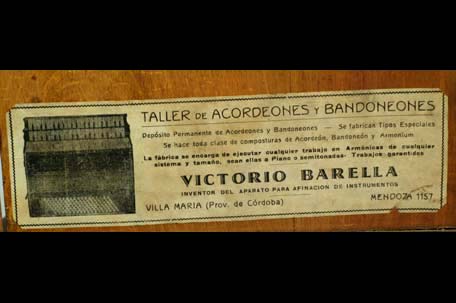 TALLER DE ACORDEONES Y BANDONEONES
Depósito Permanente de Acordeones y Bandoneones — Se fabrican Tipos Especiales
Se hace toda clase de composturas de Acordeón, Bandoneón y Armonium
La fábrica se encarga de ejecutar cualquier trabajo en Armónicas de cualquier
sistema y tamaño, sean ellas a Piano o semitonadas- Trabajos garantidos
VICTORIO BARELLA
INVENTOR DEL APARATO PARA AFINACION DE INSTRUMENTOS
VILLA MARIA (Prov. de Córdoba) MENDOZA 1157